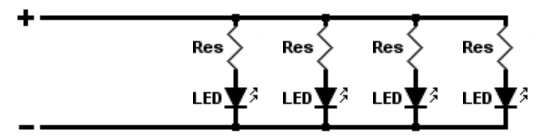 +
Res Res Res Res
LED LED LED LED
−